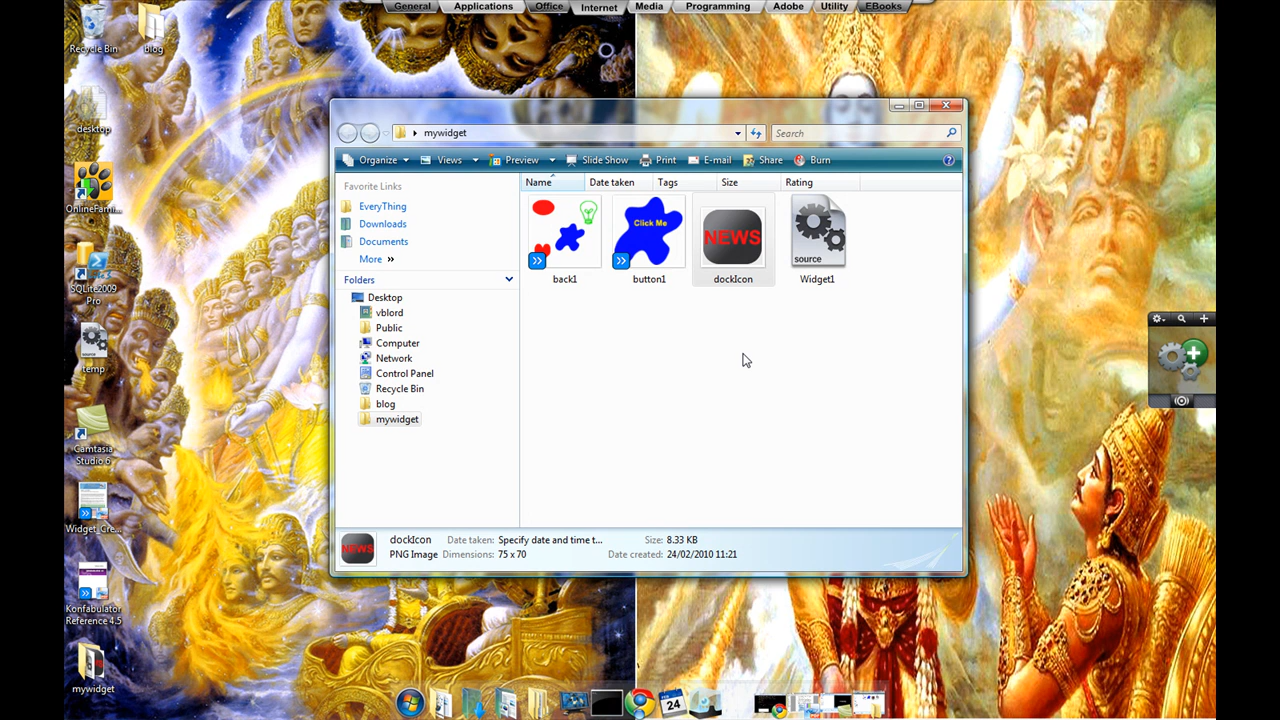 General Applications Office Internet Media Programming Adobe Utility EBooks
Recycle Bin
blog
desktop
OnlineFami...
SQLite2009
Pro
source
temp
Camtasia
Studio 6
Widget_Cre...
Konfabulator
Reference 4.5
mywidget
mywidget
Search
Organize Views Preview Slide Show Print E-mail Share Burn
Favorite Links
EveryThing
Downloads
Documents
More »
Folders
Desktop
vblord
Public
Computer
Network
Control Panel
Recycle Bin
blog
mywidget
Name Date taken Tags Size Rating
Click Me
NEWS
source
back1 button1 dockIcon Widget1
NEWS
dockIcon Date taken: Specify date and time t... Size: 8.33 KB
PNG Image Dimensions: 75 x 70 Date created: 24/02/2010 11:21
FEB
24